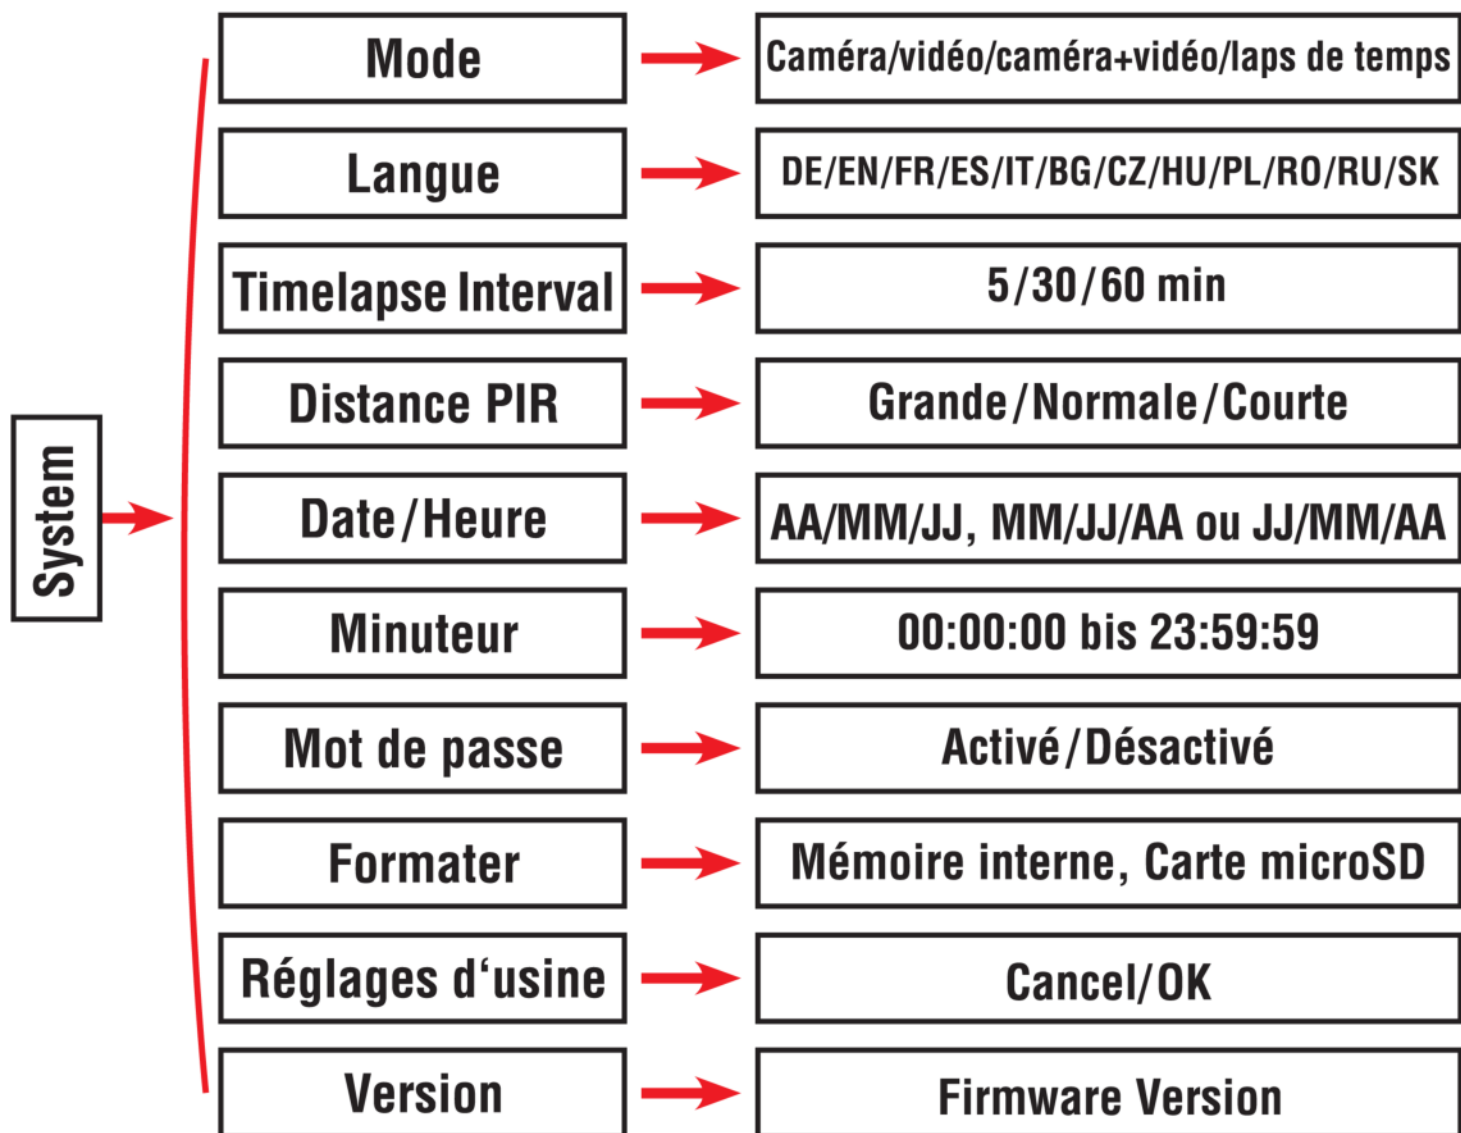 System
Mode
Caméra/vidéo/caméra+vidéo/laps de temps
Langue
DE/EN/FR/ES/IT/BG/CZ/HU/PL/RO/RU/SK
Timelapse Interval
5/30/60 min
Distance PIR
Grande/Normale/Courte
Date/Heure
AA/MM/JJ, MM/JJ/AA ou JJ/MM/AA
Minuteur
00:00:00 bis 23:59:59
Mot de passe
Activé/Désactivé
Formater
Mémoire interne, Carte microSD
Réglages d‘usine
Cancel/OK
Version
Firmware Version